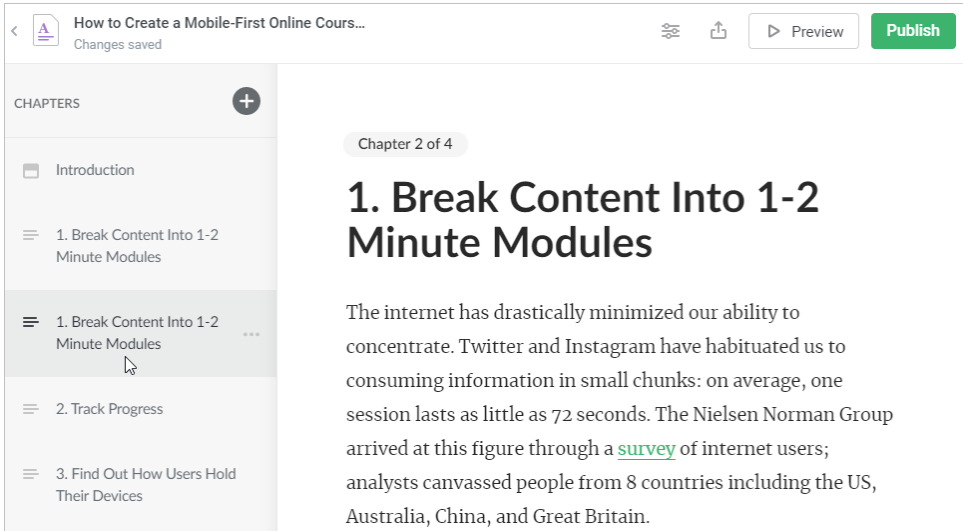 How to Create a Mobile-First Online Cours...
Changes saved
Preview
Publish
CHAPTERS
Introduction
1. Break Content Into 1-2
Minute Modules
1. Break Content Into 1-2
Minute Modules
2. Track Progress
3. Find Out How Users Hold
Their Devices
Chapter 2 of 4
1. Break Content Into 1-2
Minute Modules
The internet has drastically minimized our ability to
concentrate. Twitter and Instagram have habituated us to
consuming information in small chunks: on average, one
session lasts as little as 72 seconds. The Nielsen Norman Group
arrived at this figure through a survey of internet users;
analysts canvassed people from 8 countries including the US,
Australia, China, and Great Britain.